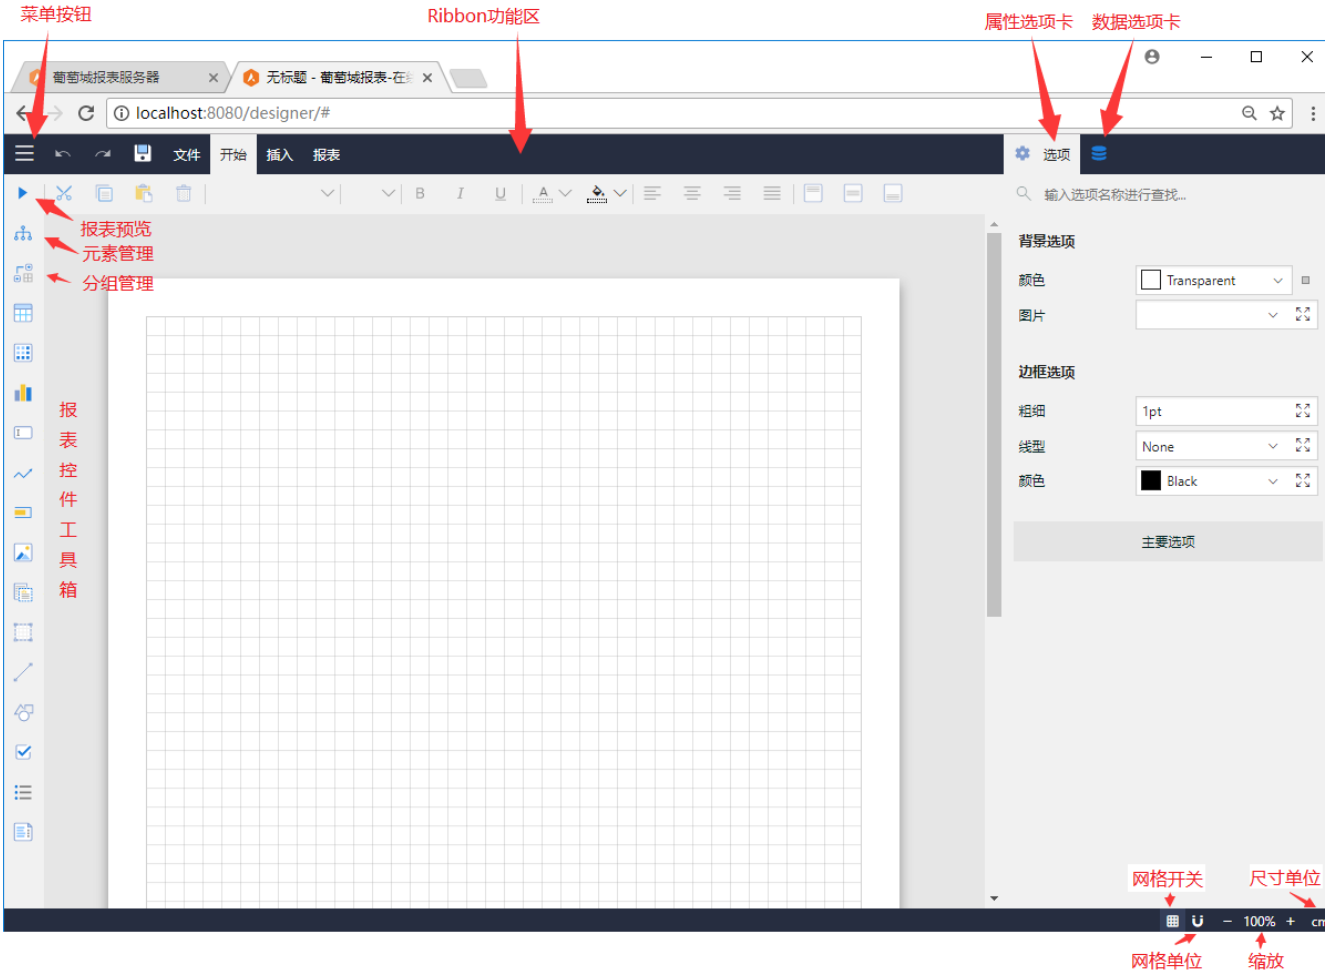 菜单按钮
Ribbon功能区
属性选项卡 数据选项卡
葡萄城报表服务器
无标题 - 葡萄城报表-在
localhost:8080/designer/#
文件 开始 插入 报表
选项
B I U A
输入选项名称进行查找...
报表预览
元素管理
分组管理
背景选项
颜色 Transparent
图片
边框选项
粗细 1pt
线型 None
颜色 Black
主要选项
报
表
控
件
工
具
箱
网格开关 尺寸单位
100% cm
网格单位 缩放